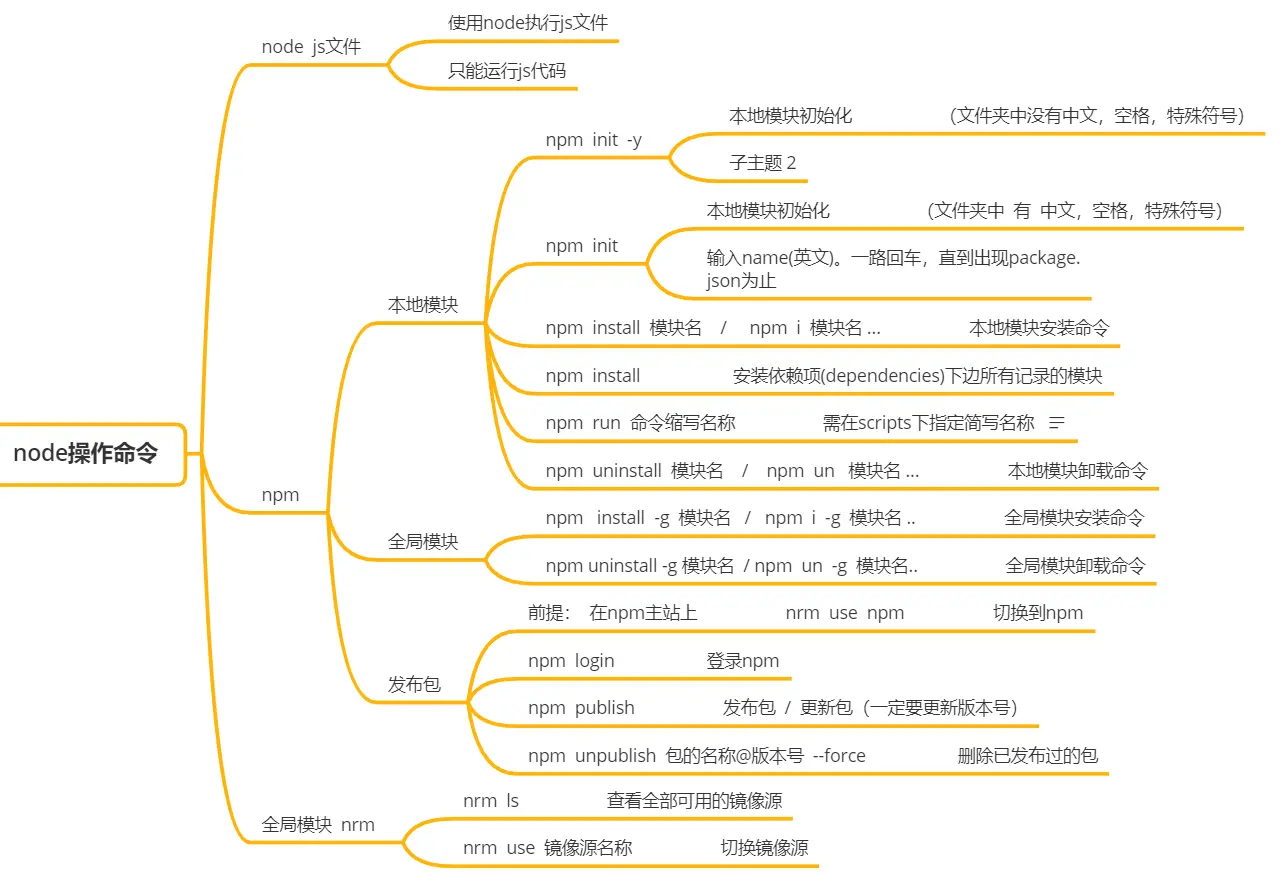 使用node执行js文件
node js文件
只能运行js代码
本地模块初始化 (文件夹中没有中文，空格，特殊符号)
npm init -y
子主题 2
本地模块初始化 (文件夹中 有 中文，空格，特殊符号)
npm init
输入name(英文)。一路回车，直到出现package.
json为止
本地模块
npm install 模块名 / npm i 模块名 ... 本地模块安装命令
npm install 安装依赖项(dependencies)下边所有记录的模块
npm run 命令缩写名称 需在scripts下指定简写名称
node操作命令
npm uninstall 模块名 / npm un 模块名 ... 本地模块卸载命令
npm
npm install -g 模块名 / npm i -g 模块名 .. 全局模块安装命令
全局模块
npm uninstall -g 模块名 / npm un -g 模块名.. 全局模块卸载命令
前提： 在npm主站上 nrm use npm 切换到npm
npm login 登录npm
发布包
npm publish 发布包 / 更新包（一定要更新版本号）
npm unpublish 包的名称@版本号 --force 删除已发布过的包
nrm ls 查看全部可用的镜像源
全局模块 nrm
nrm use 镜像源名称 切换镜像源